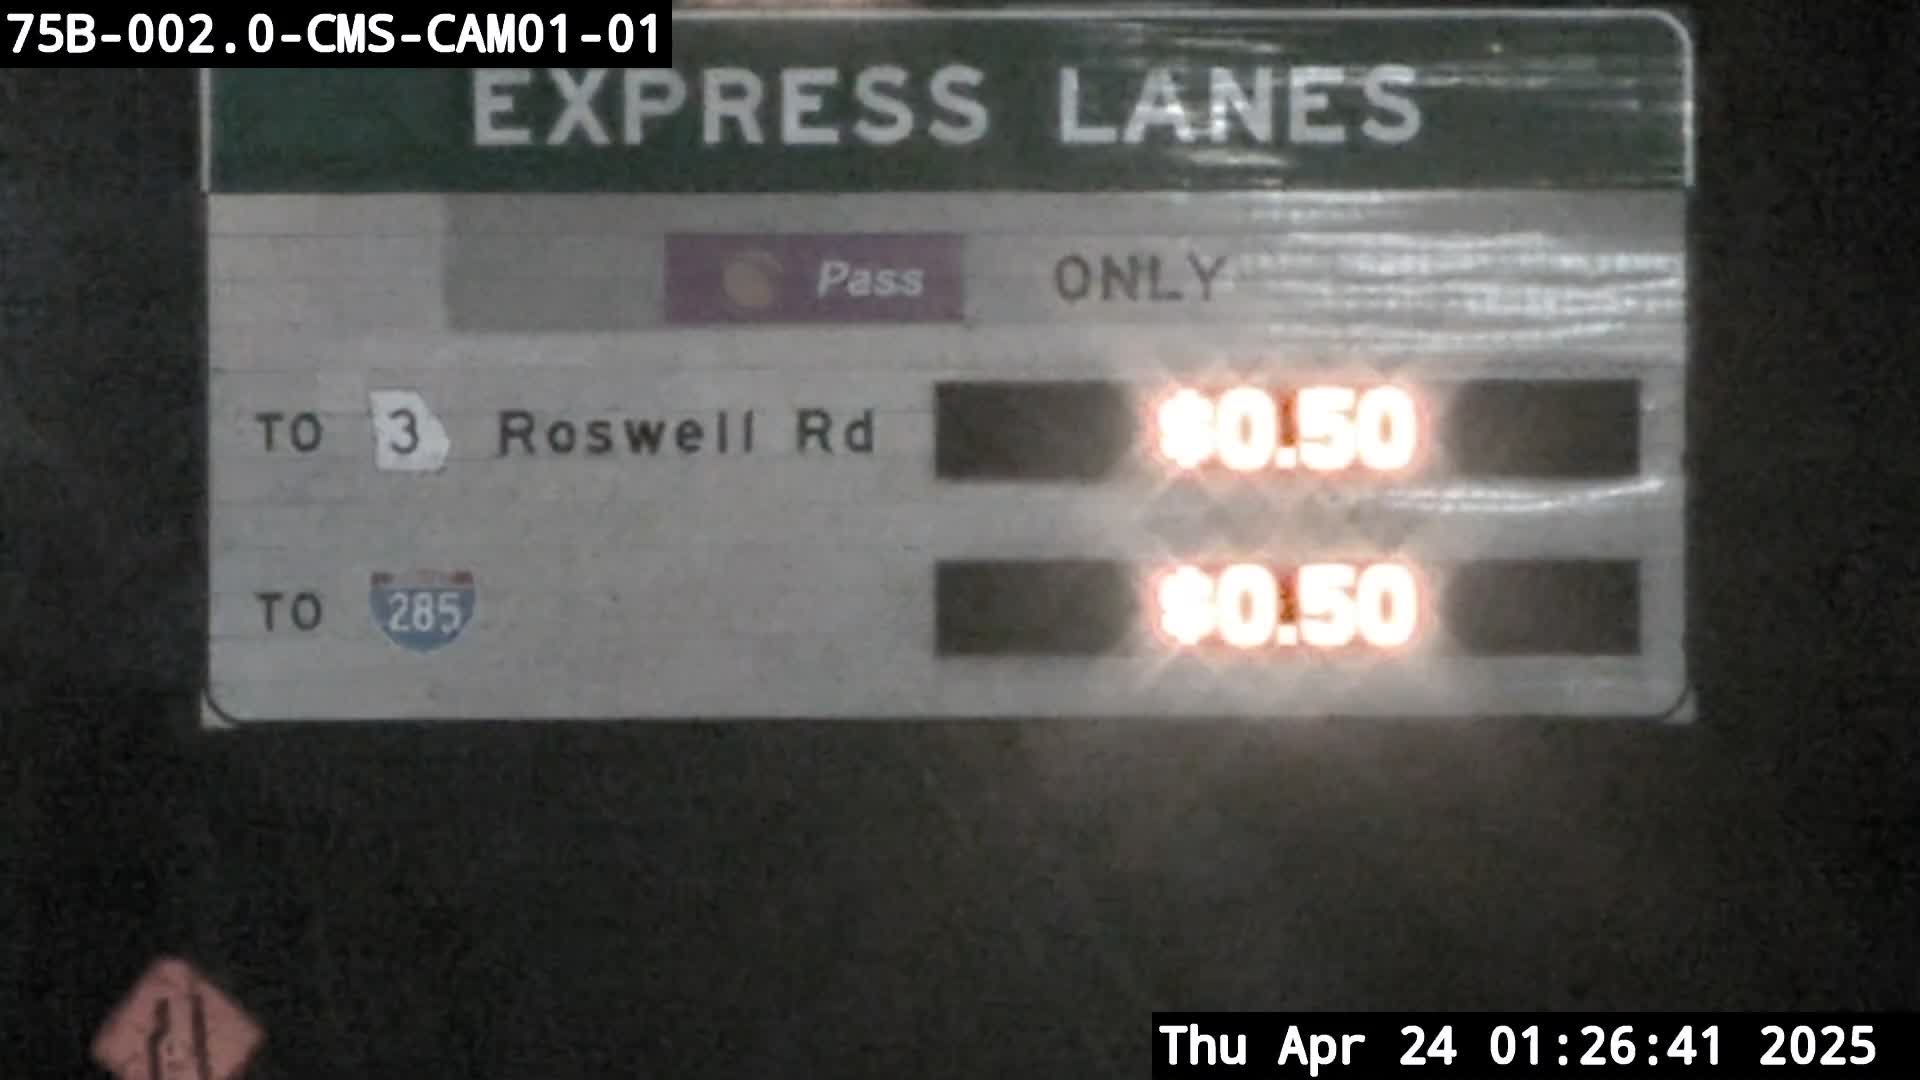 75B-002.0-CMS-CAM01-01
EXPRESS LANES
Pass ONLY
TO 3 Roswell Rd $0.50
TO 285 $0.50
Thu Apr 24 01:26:41 2025